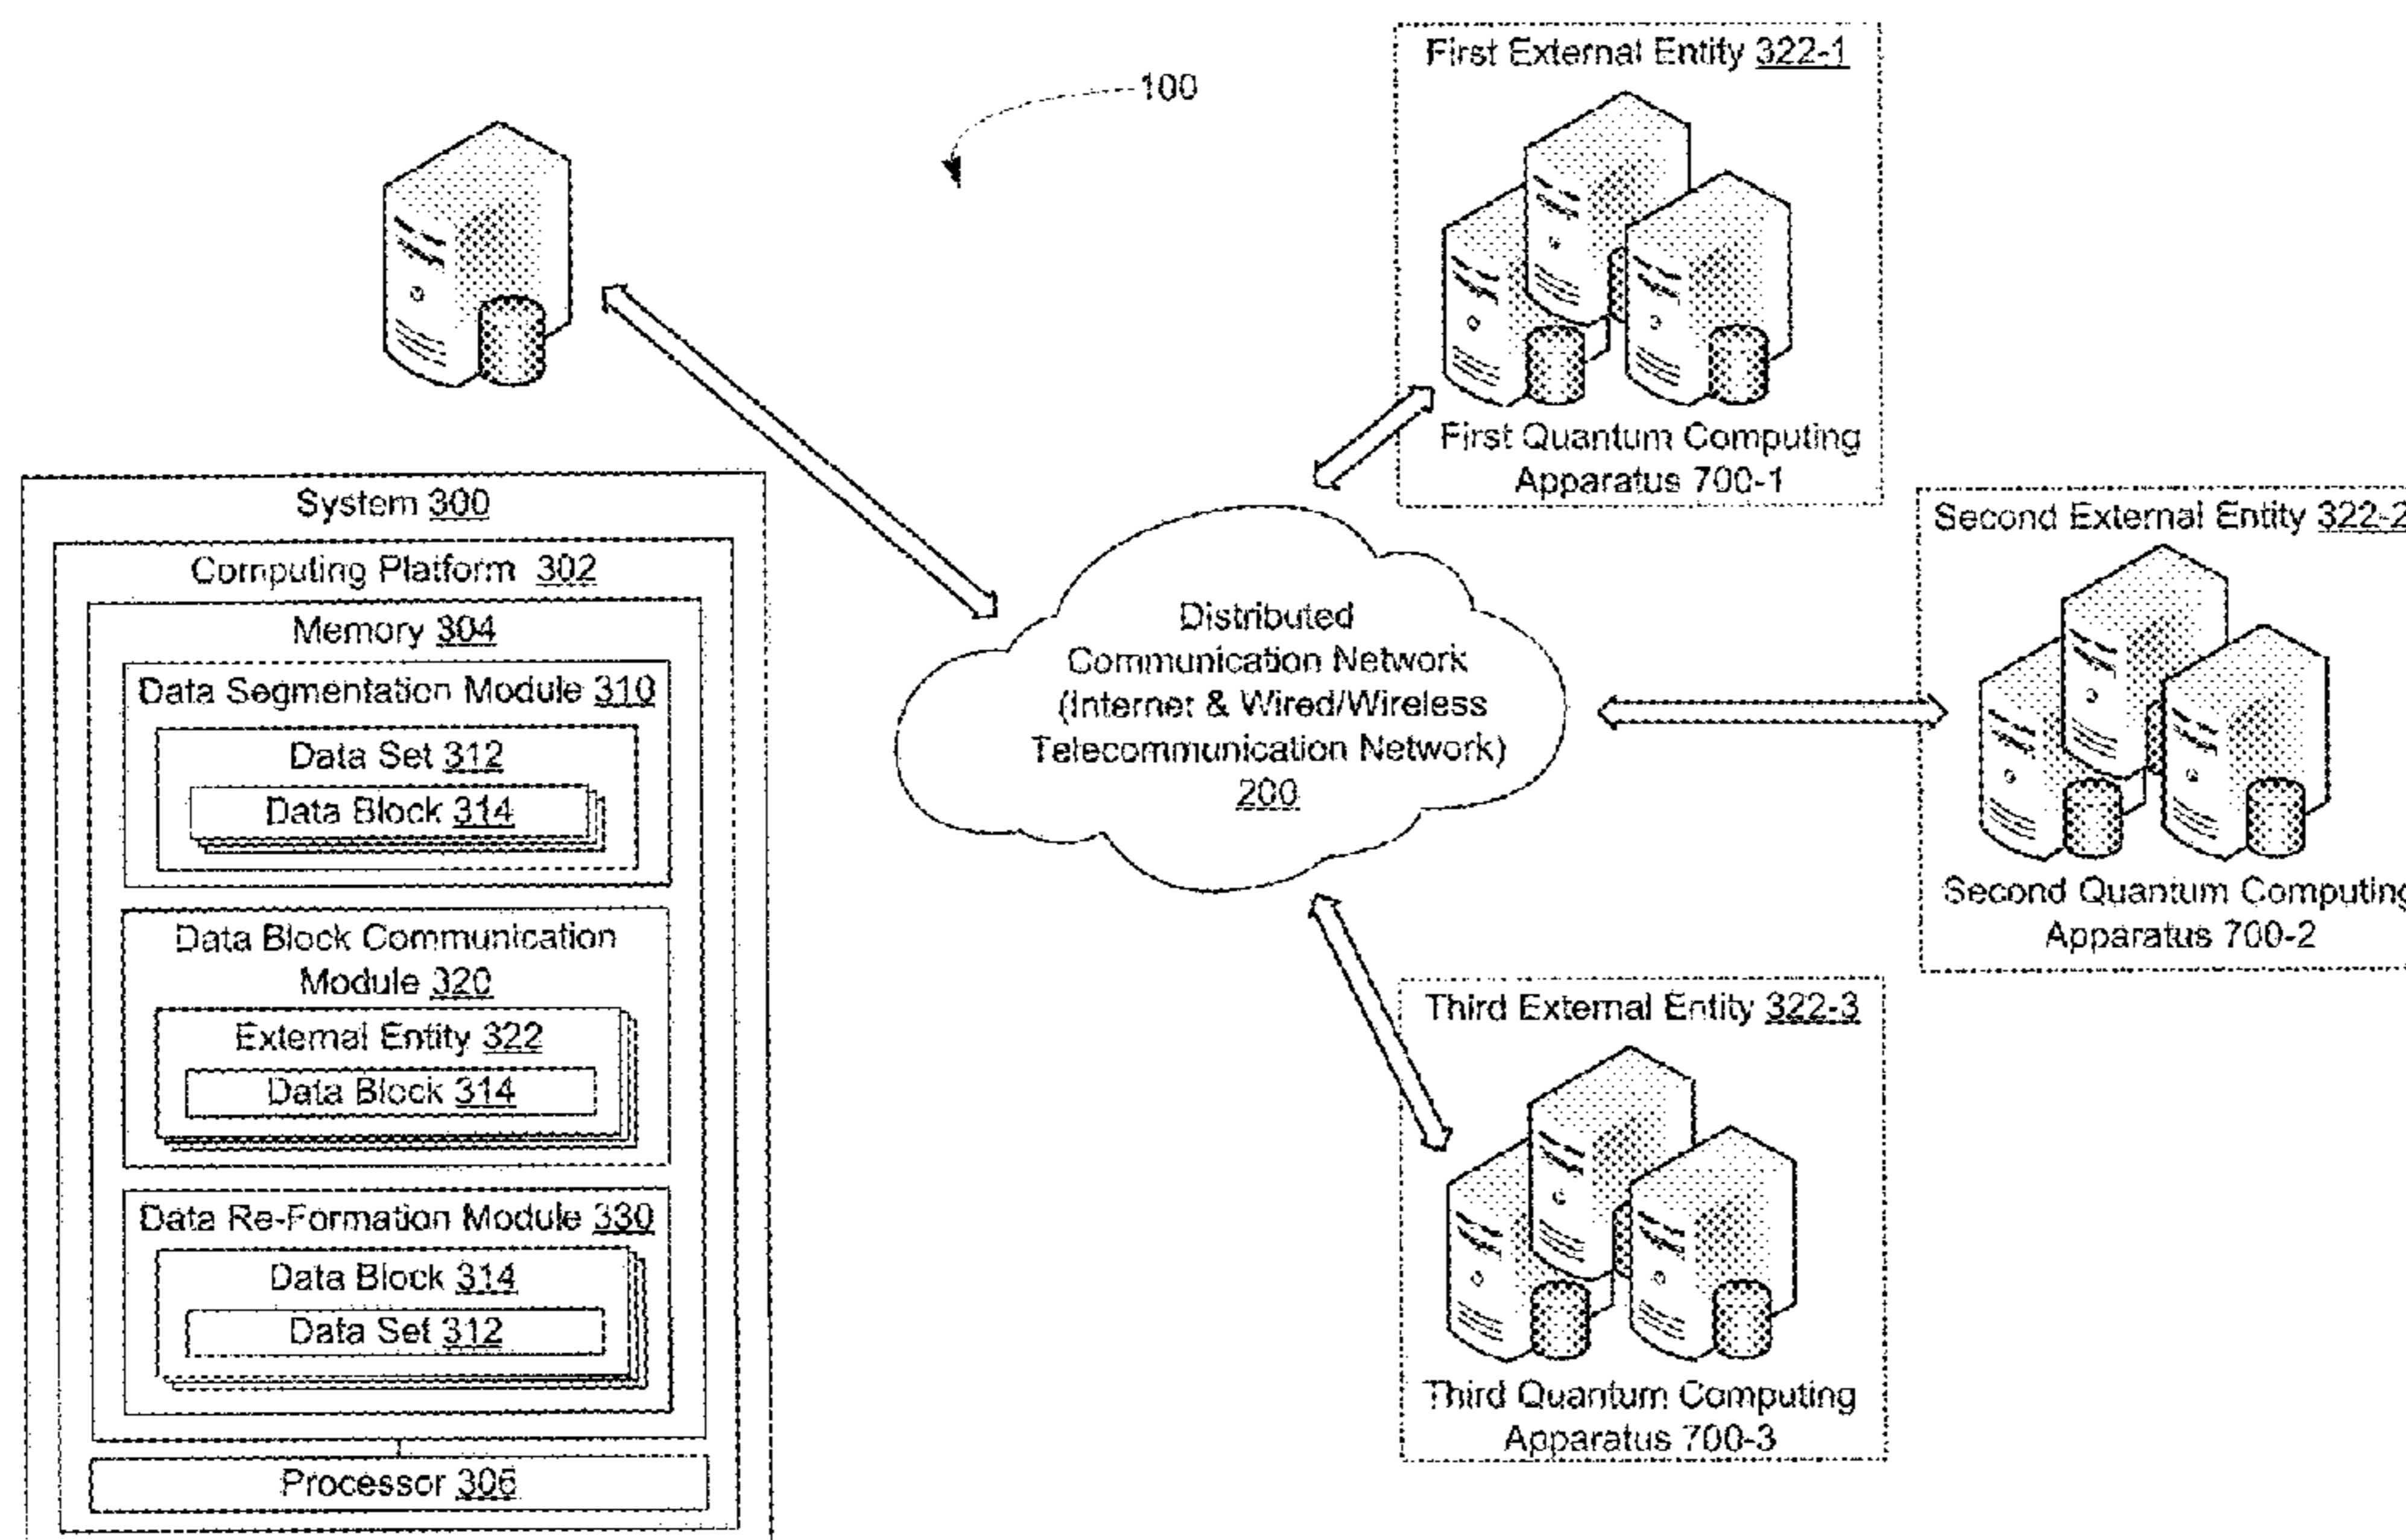 100
First External Entity 322-1
First Quantum Computing
Apparatus 700-1
System 300
Computing Platform 302
Memory 304
Data Segmentation Module 310
Data Set 312
Data Block 314
Data Block Communication
Module 320
External Entity 322
Data Block 314
Data Re-Formation Module 330
Data Block 314
Data Set 312
Processor 306
Distributed
Communication Network
(Internet & Wired/Wireless
Telecommunication Network)
200
Second External Entity 322-2
Second Quantum Computing
Apparatus 700-2
Third External Entity 322-3
Third Quantum Computing
Apparatus 700-3